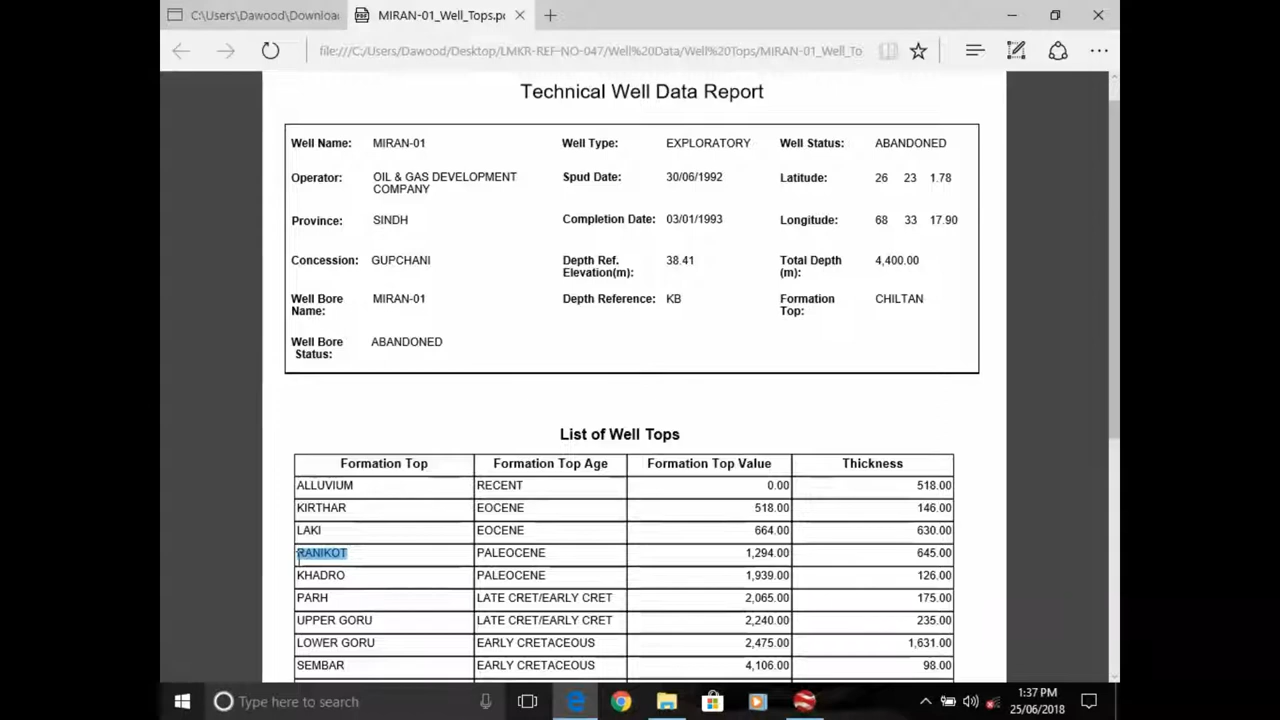 C:\Users\Dawood\Downloa
MIRAN-01_Well_Tops.pc
file:///C:/Users/Dawood/Desktop/LMKR-REF-NO-047/Well%20Data/Well%20Tops/MIRAN-01_Well_To
Technical Well Data Report
Well Name: MIRAN-01 Well Type: EXPLORATORY Well Status: ABANDONED
Operator: OIL & GAS DEVELOPMENT COMPANY Spud Date: 30/06/1992 Latitude: 26 23 1.78
Province: SINDH Completion Date: 03/01/1993 Longitude: 68 33 17.90
Concession: GUPCHANI Depth Ref. Elevation(m): 38.41 Total Depth (m): 4,400.00
Well Bore Name: MIRAN-01 Depth Reference: KB Formation Top: CHILTAN
Well Bore Status: ABANDONED
List of Well Tops
Formation Top Formation Top Age Formation Top Value Thickness
ALLUVIUM RECENT 0.00 518.00
KIRTHAR EOCENE 518.00 146.00
LAKI EOCENE 664.00 630.00
RANIKOT PALEOCENE 1,294.00 645.00
KHADRO PALEOCENE 1,939.00 126.00
PARH LATE CRET/EARLY CRET 2,065.00 175.00
UPPER GORU LATE CRET/EARLY CRET 2,240.00 235.00
LOWER GORU EARLY CRETACEOUS 2,475.00 1,631.00
SEMBAR EARLY CRETACEOUS 4,106.00 98.00
Type here to search
1:37 PM
25/06/2018